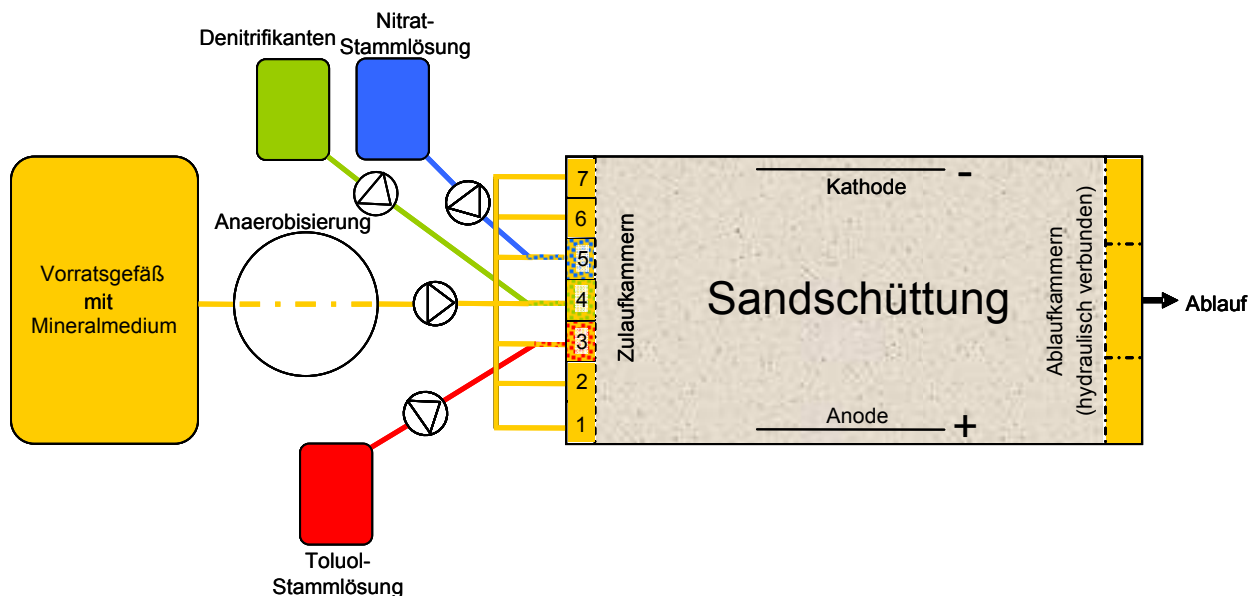 Denitrifikanten
Nitrat-
Stammlösung
Vorratsgefäß
mit
Mineralmedium
Anaerobisierung
Toluol-
Stammlösung
7
6
5
4
3
2
1
Zulaufkammern
Kathode
-
Sandschüttung
Anode
+
Ablaufkammern
(hydraulisch verbunden)
Ablauf